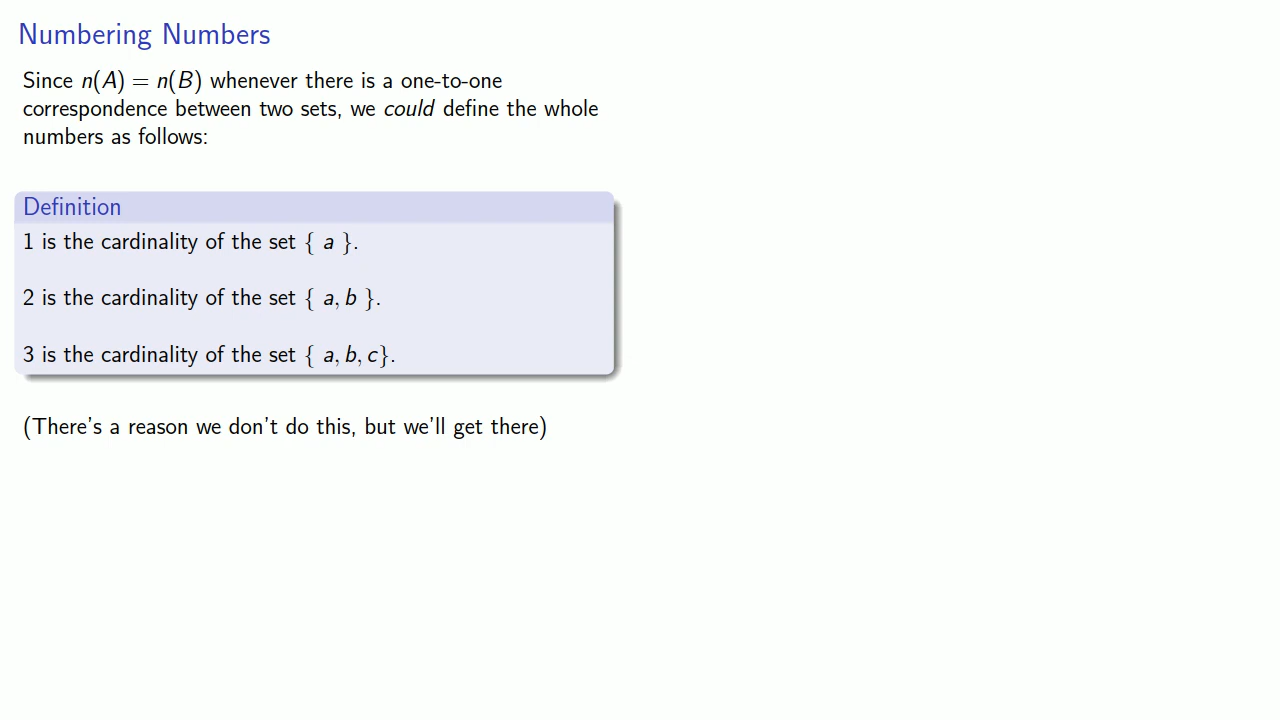 Numbering Numbers
Since n(A) = n(B) whenever there is a one-to-one
correspondence between two sets, we could define the whole
numbers as follows:
Definition
1 is the cardinality of the set { a }.
2 is the cardinality of the set { a, b }.
3 is the cardinality of the set { a, b, c}.
(There's a reason we don't do this, but we'll get there)